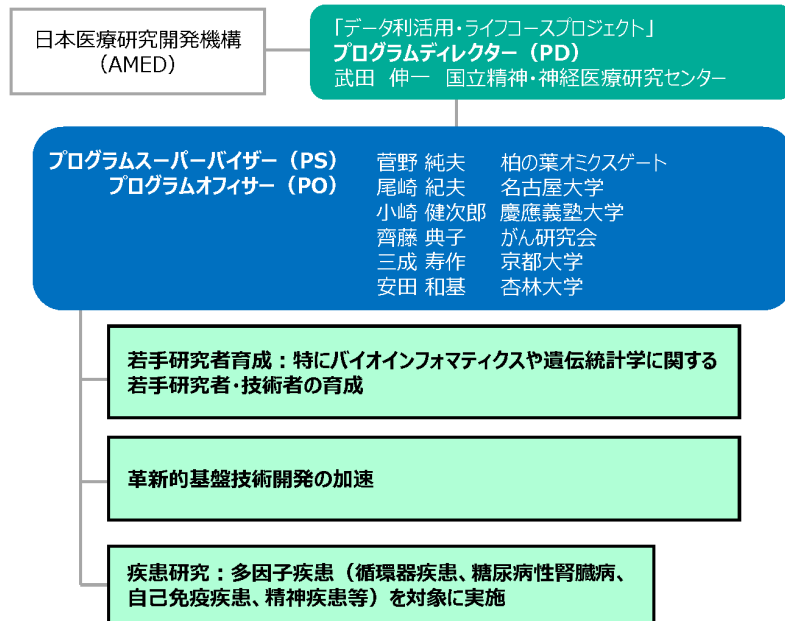 日本医療研究開発機構
（AMED）
「データ利活用・ライフコースプロジェクト」
プログラムディレクター（PD）
武田 伸一 国立精神・神経医療研究センター
プログラムスーパーバイザー（PS） 菅野 純夫 柏の葉オミクスゲート
プログラムオフィサー（PO） 尾崎 紀夫 名古屋大学
小崎 健次郎 慶應義塾大学
齊藤 典子 がん研究会
三成 寿作 京都大学
安田 和基 杏林大学
若手研究者育成：特にバイオインフォマティクスや遺伝統計学に関する
若手研究者・技術者の育成
革新的基盤技術開発の加速
疾患研究：多因子疾患（循環器疾患、糖尿病性腎臓病、
自己免疫疾患、精神疾患等）を対象に実施